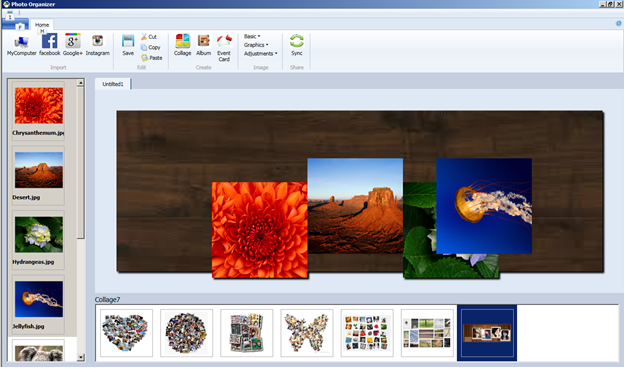 Photo Organizer
1
F
Home
H
MyComputer facebook Google+ Instagram
Import
Save
Cut
Copy
Paste
Edit
Collage Album Event Card
Create
Basic
Graphics
Adjustments
Image
Sync
Share
Untitled1
Chrysanthemum.jpg
Desert.jpg
Hydrangeas.jpg
Jellyfish.jpg
Collage7